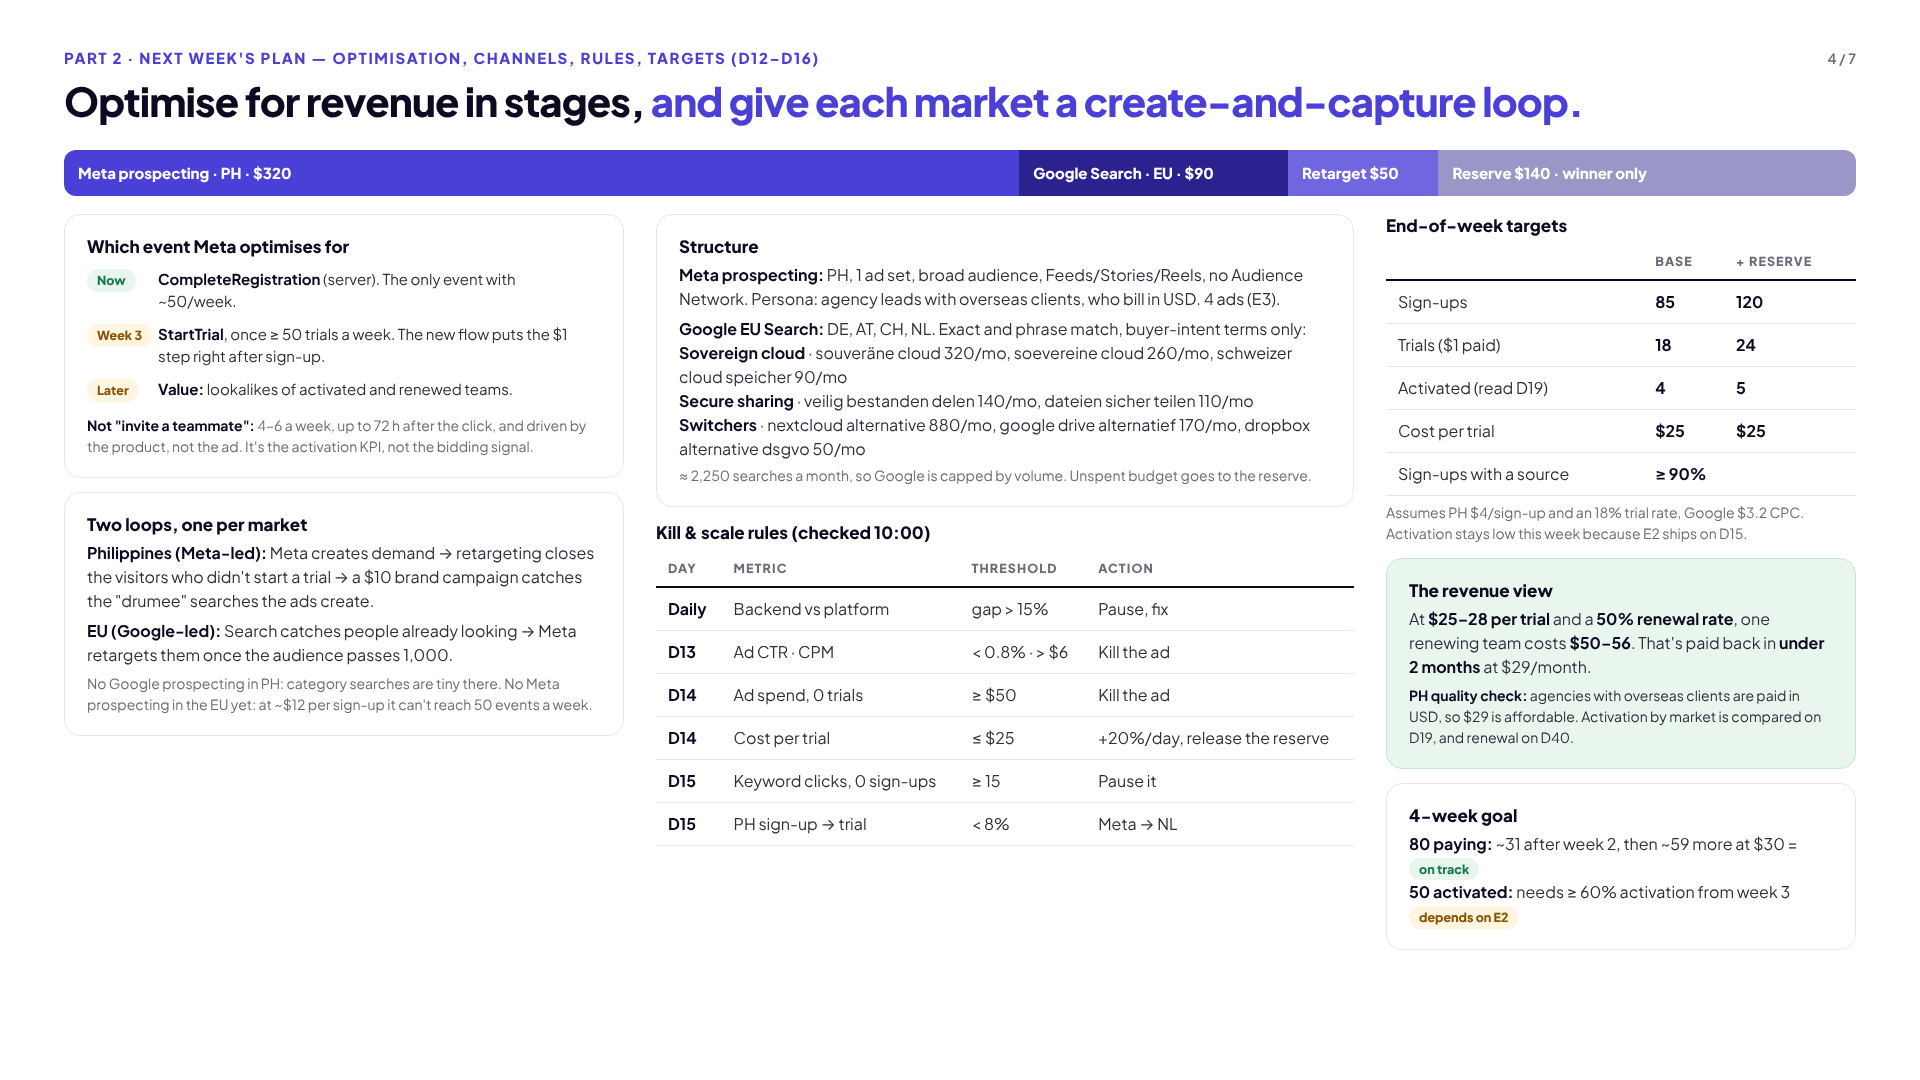 PART 2 · NEXT WEEK'S PLAN — OPTIMISATION, CHANNELS, RULES, TARGETS (D12–D16)
4 / 7
Optimise for revenue in stages, and give each market a create-and-capture loop.
Meta prospecting · PH · $320
Google Search · EU · $90
Retarget $50
Reserve $140 · winner only
Which event Meta optimises for
Now CompleteRegistration (server). The only event with
~50/week.
Week 3 StartTrial, once ≥ 50 trials a week. The new flow puts the $1
step right after sign-up.
Later Value: lookalikes of activated and renewed teams.
Not "invite a teammate": 4–6 a week, up to 72 h after the click, and driven by
the product, not the ad. It's the activation KPI, not the bidding signal.
Two loops, one per market
Philippines (Meta-led): Meta creates demand → retargeting closes
the visitors who didn't start a trial → a $10 brand campaign catches
the "drumee" searches the ads create.
EU (Google-led): Search catches people already looking → Meta
retargets them once the audience passes 1,000.
No Google prospecting in PH: category searches are tiny there. No Meta
prospecting in the EU yet: at ~$12 per sign-up it can't reach 50 events a week.
Structure
Meta prospecting: PH, 1 ad set, broad audience, Feeds/Stories/Reels, no Audience
Network. Persona: agency leads with overseas clients, who bill in USD. 4 ads (E3).
Google EU Search: DE, AT, CH, NL. Exact and phrase match, buyer-intent terms only:
Sovereign cloud · souveräne cloud 320/mo, soevereine cloud 260/mo, schweizer
cloud speicher 90/mo
Secure sharing · veilig bestanden delen 140/mo, dateien sicher teilen 110/mo
Switchers · nextcloud alternative 880/mo, google drive alternatief 170/mo, dropbox
alternative dsgvo 50/mo
≈ 2,250 searches a month, so Google is capped by volume. Unspent budget goes to the reserve.
Kill & scale rules (checked 10:00)
DAY METRIC THRESHOLD ACTION
Daily Backend vs platform gap > 15% Pause, fix
D13 Ad CTR · CPM < 0.8% · > $6 Kill the ad
D14 Ad spend, 0 trials ≥ $50 Kill the ad
D14 Cost per trial ≤ $25 +20%/day, release the reserve
D15 Keyword clicks, 0 sign-ups ≥ 15 Pause it
D15 PH sign-up → trial < 8% Meta → NL
End-of-week targets
BASE + RESERVE
Sign-ups 85 120
Trials ($1 paid) 18 24
Activated (read D19) 4 5
Cost per trial $25 $25
Sign-ups with a source ≥ 90%
Assumes PH $4/sign-up and an 18% trial rate, Google $3.2 CPC.
Activation stays low this week because E2 ships on D15.
The revenue view
At $25–28 per trial and a 50% renewal rate, one
renewing team costs $50–56. That's paid back in under
2 months at $29/month.
PH quality check: agencies with overseas clients are paid in
USD, so $29 is affordable. Activation by market is compared on
D19, and renewal on D40.
4-week goal
80 paying: ~31 after week 2, then ~59 more at $30 =
on track
50 activated: needs ≥ 60% activation from week 3
depends on E2